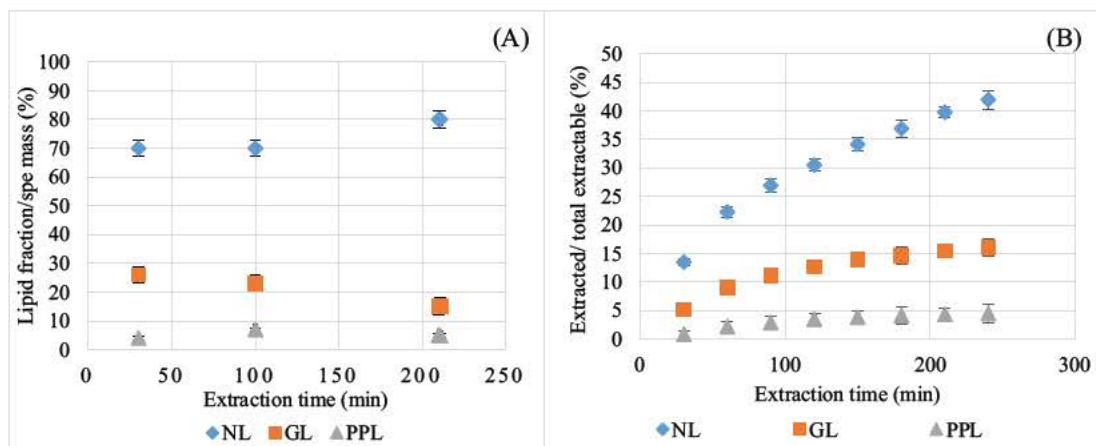 (A)
Lipid fraction/spe mass (%)
100
90
80
70
60
50
40
30
20
10
0
0 50 100 150 200 250
Extraction time (min)
NL GL PPL
(B)
Extracted/ total extractable (%)
50
45
40
35
30
25
20
15
10
5
0
0 100 200 300
Extraction time (min)
NL GL PPL